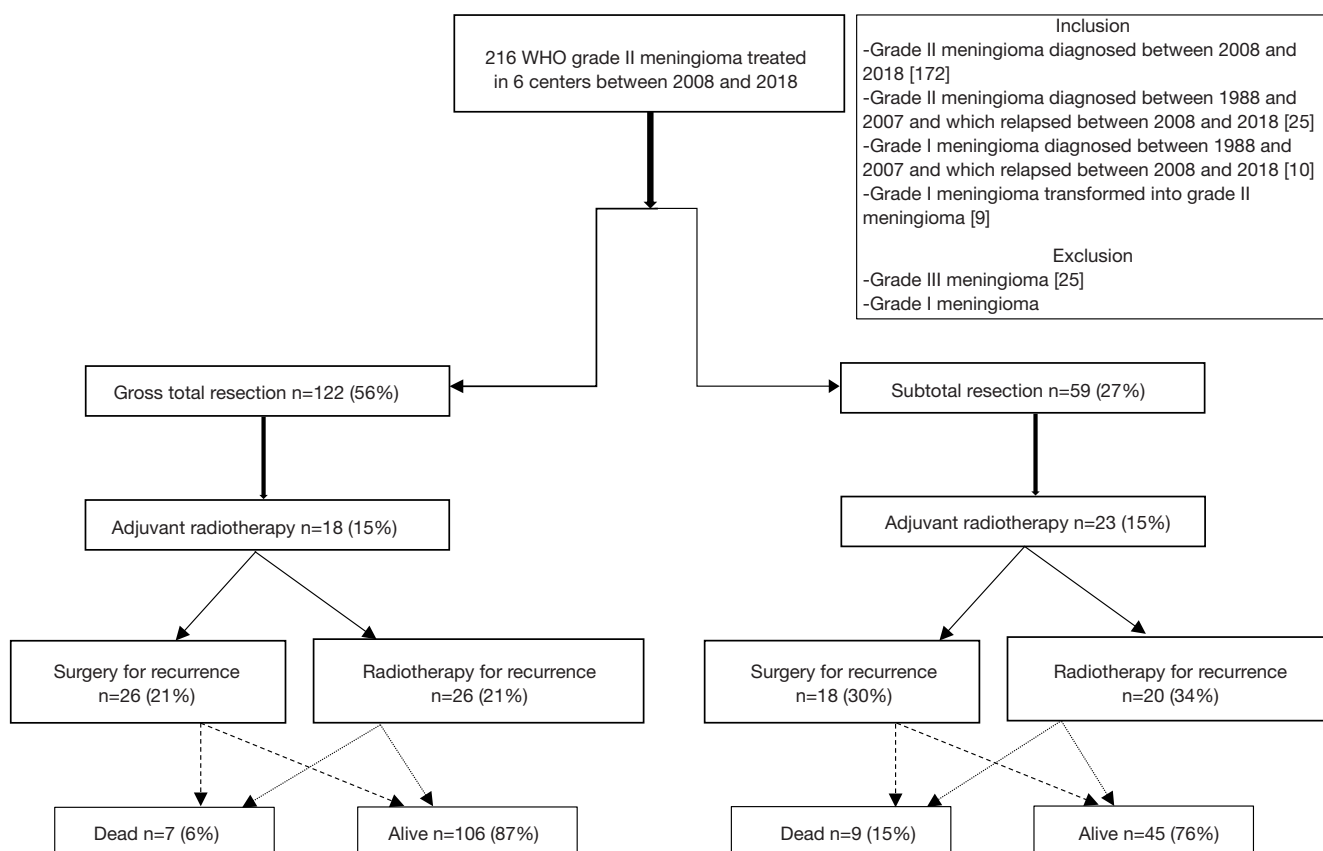 216 WHO grade II meningioma treated
in 6 centers between 2008 and 2018
Inclusion
-Grade II meningioma diagnosed between 2008 and
2018 [172]
-Grade II meningioma diagnosed between 1988 and
2007 and which relapsed between 2008 and 2018 [25]
-Grade I meningioma diagnosed between 1988 and
2007 and which relapsed between 2008 and 2018 [10]
-Grade I meningioma transformed into grade II
meningioma [9]
Exclusion
-Grade III meningioma [25]
-Grade I meningioma
Gross total resection n=122 (56%)
Subtotal resection n=59 (27%)
Adjuvant radiotherapy n=18 (15%)
Adjuvant radiotherapy n=23 (15%)
Surgery for recurrence
n=26 (21%)
Radiotherapy for recurrence
n=26 (21%)
Surgery for recurrence
n=18 (30%)
Radiotherapy for recurrence
n=20 (34%)
Dead n=7 (6%)
Alive n=106 (87%)
Dead n=9 (15%)
Alive n=45 (76%)